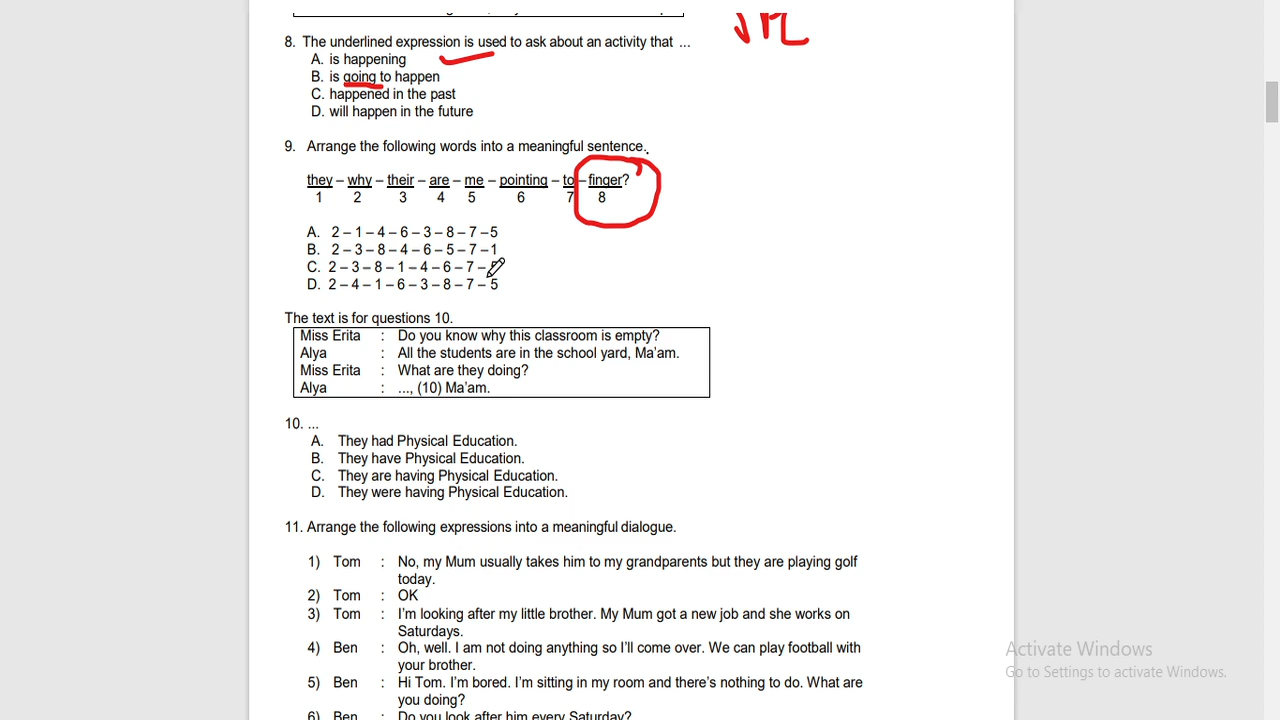 8. The underlined expression is used to ask about an activity that ...
A. is happening
B. is going to happen
C. happened in the past
D. will happen in the future
9. Arrange the following words into a meaningful sentence.
they – why – their – are – me – pointing – to – finger?
1 2 3 4 5 6 7 8
A. 2 – 1 – 4 – 6 – 3 – 8 – 7 – 5
B. 2 – 3 – 8 – 4 – 6 – 5 – 7 – 1
C. 2 – 3 – 8 – 1 – 4 – 6 – 7 –
D. 2 – 4 – 1 – 6 – 3 – 8 – 7 – 5
The text is for questions 10.
Miss Erita : Do you know why this classroom is empty?
Alya : All the students are in the school yard, Ma'am.
Miss Erita : What are they doing?
Alya : ..., (10) Ma'am.
10. ...
A. They had Physical Education.
B. They have Physical Education.
C. They are having Physical Education.
D. They were having Physical Education.
11. Arrange the following expressions into a meaningful dialogue.
1) Tom : No, my Mum usually takes him to my grandparents but they are playing golf
today.
2) Tom : OK
3) Tom : I'm looking after my little brother. My Mum got a new job and she works on
Saturdays.
4) Ben : Oh, well. I am not doing anything so I'll come over. We can play football with
your brother.
5) Ben : Hi Tom. I'm bored. I'm sitting in my room and there's nothing to do. What are
you doing?
6) Ben : Do you look after him every Saturday?
Activate Windows
Go to Settings to activate Windows.